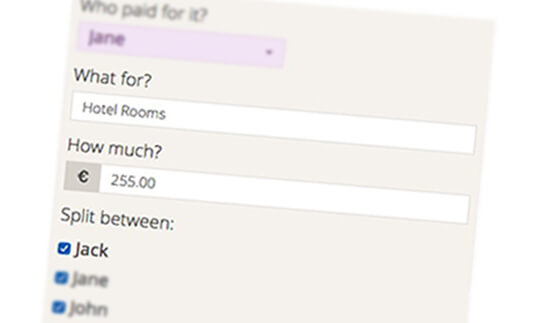 Who paid for it?
Jane
What for?
Hotel Rooms
How much?
€ 255.00
Split between:
Jack
Jane
John